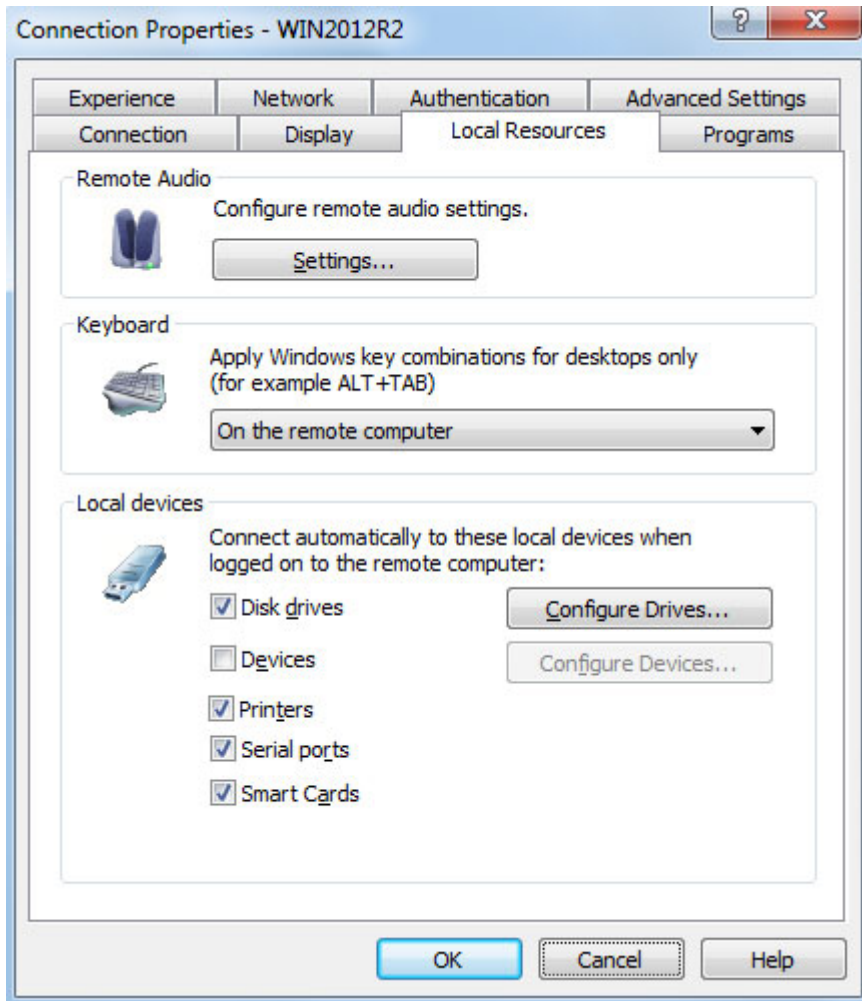 Connection Properties - WIN2012R2
Experience
Network
Authentication
Advanced Settings
Connection
Display
Local Resources
Programs
Remote Audio
Configure remote audio settings.
Settings...
Keyboard
Apply Windows key combinations for desktops only
(for example ALT+TAB)
On the remote computer
Local devices
Connect automatically to these local devices when
logged on to the remote computer:
Disk drives
Configure Drives...
Devices
Configure Devices...
Printers
Serial ports
Smart Cards
OK
Cancel
Help